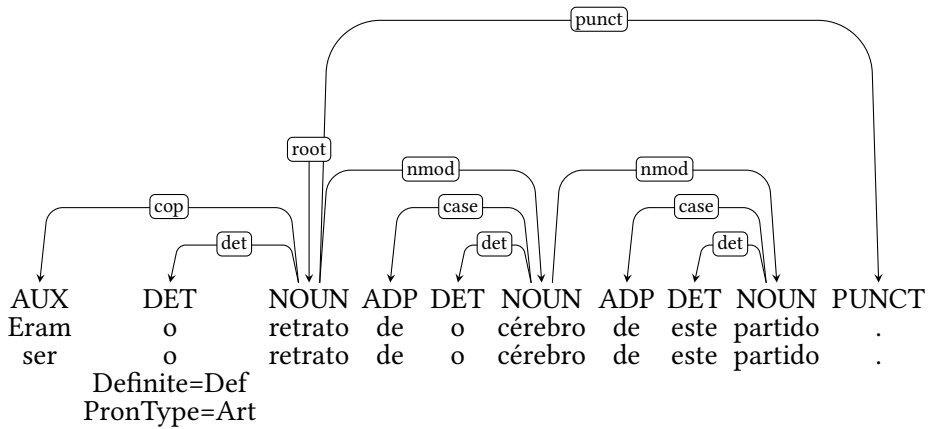 punct
root
nmod nmod
cop case case
det det det
AUX DET NOUN ADP DET NOUN ADP DET NOUN PUNCT
Eram o retrato de o cérebro de este partido .
ser o retrato de o cérebro de este partido .
Definite=Def
PronType=Art